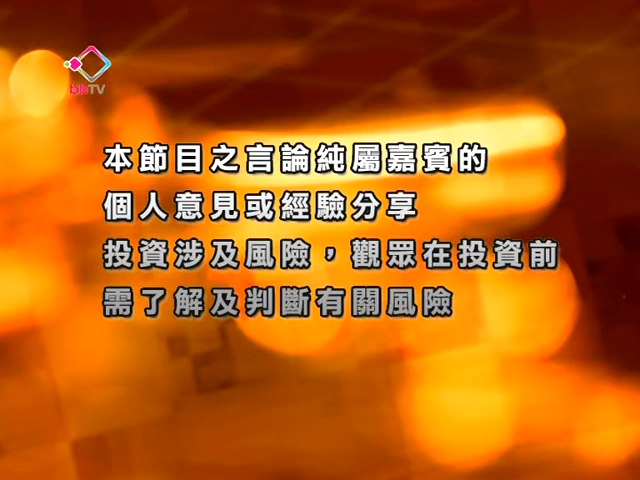 bbTV
本節目之言論純屬嘉賓的
個人意見或經驗分享
投資涉及風險，觀眾在投資前
需了解及判斷有關風險